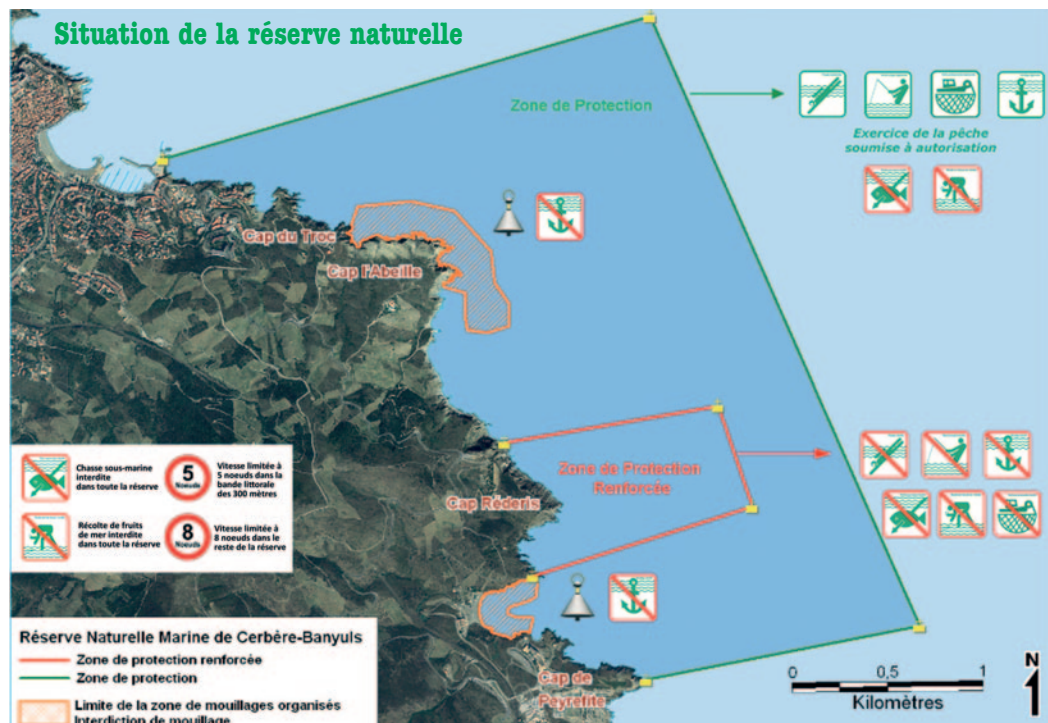 Situation de la réserve naturelle
Zone de Protection
Exercice de la pêche
soumise à autorisation
Cap du Troc
Cap l'Abeille
Zone de Protection
Renforcée
Cap Réderis
Chasse sous-marine
interdite
dans toute la réserve
5
Noeuds
Vitesse limitée à
5 noeuds dans la
bande littorale
des 300 mètres
Récolte de fruits
de mer interdite
dans toute la réserve
8
Noeuds
Vitesse limitée à
8 noeuds dans le
reste de la réserve
Réserve Naturelle Marine de Cerbère-Banyuls
Zone de protection renforcée
Zone de protection
Limite de la zone de mouillages organisés
Interdiction de mouillage
Cap de
Peyrefite
0 0,5 1
Kilomètres
N